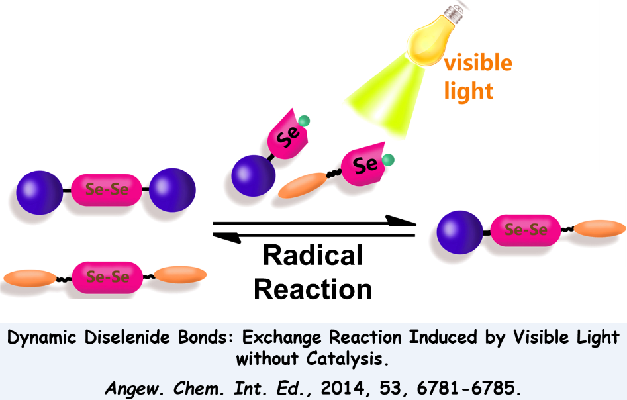 visible
light
Se
Se
Se-Se
Se-Se
Se-Se
Radical
Reaction
Dynamic Diselenide Bonds: Exchange Reaction Induced by Visible Light
without Catalysis.
Angew. Chem. Int. Ed., 2014, 53, 6781-6785.